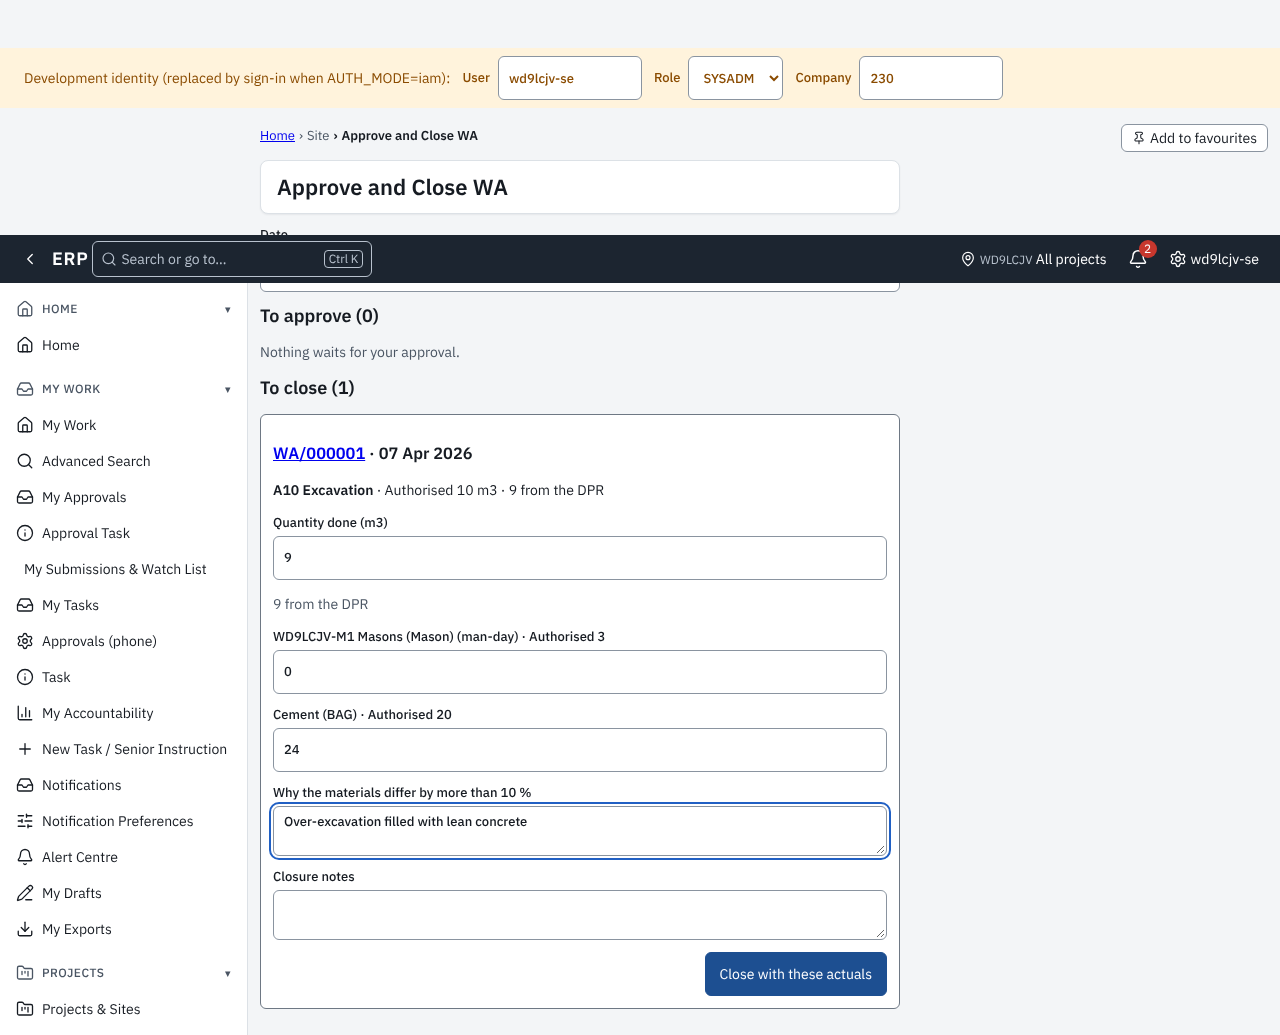 Development identity (replaced by sign-in when AUTH_MODE=iam): User wd9lcjv-se Role SYSADM Company 230
Home › Site › Approve and Close WA
Add to favourites
Approve and Close WA
Date
ERP Search or go to... Ctrl K WD9LCJV All projects 2 wd9lcjv-se
HOME
Home
MY WORK
My Work
Advanced Search
My Approvals
Approval Task
My Submissions & Watch List
My Tasks
Approvals (phone)
Task
My Accountability
New Task / Senior Instruction
Notifications
Notification Preferences
Alert Centre
My Drafts
My Exports
PROJECTS
Projects & Sites
To approve (0)
Nothing waits for your approval.
To close (1)
WA/000001 · 07 Apr 2026
A10 Excavation · Authorised 10 m3 · 9 from the DPR
Quantity done (m3)
9
9 from the DPR
WD9LCJV-M1 Masons (Mason) (man-day) · Authorised 3
0
Cement (BAG) · Authorised 20
24
Why the materials differ by more than 10 %
Over-excavation filled with lean concrete
Closure notes
Close with these actuals